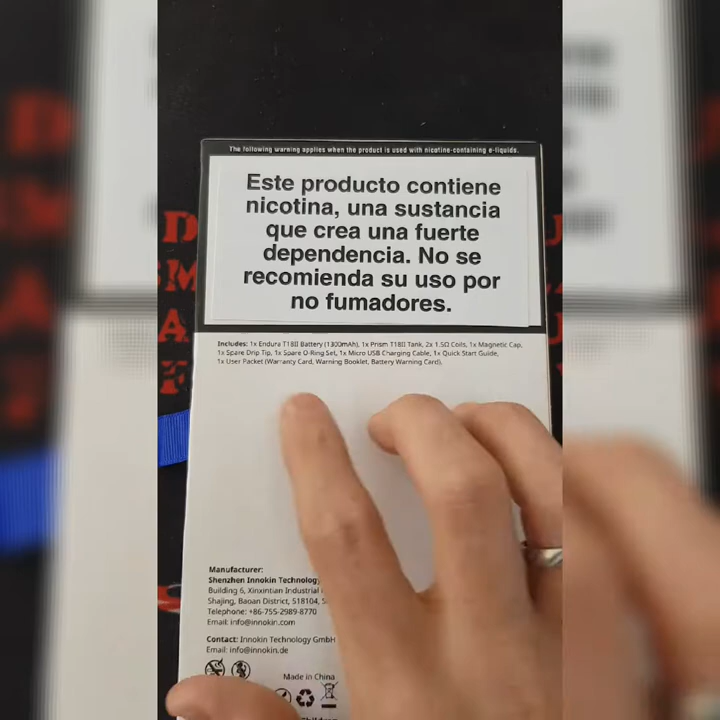 The following warning applies when the product is used with nicotine-containing e-liquids.
Este producto contiene
nicotina, una sustancia
que crea una fuerte
dependencia. No se
recomienda su uso por
no fumadores.
Includes: 1x Endura T18II Battery (1300mAh), 1x Prism T18II Tank, 2x 1.5Ω Coils, 1x Magnetic Cap,
1x Spare Drip Tip, 1x Spare O-Ring Set, 1x Micro USB Charging Cable, 1x Quick Start Guide,
1x User Packet (Warranty Card, Warning Booklet, Battery Warning Card).
Manufacturer:
Shenzhen Innokin Technology
Building 6, Xinxintian Industrial
Shajing, Baoan District, 518104,
Telephone: +86-755-2989-8770
Email: info@innokin.com
Contact: Innokin Technology GmbH
Email: info@innokin.de
Made in China